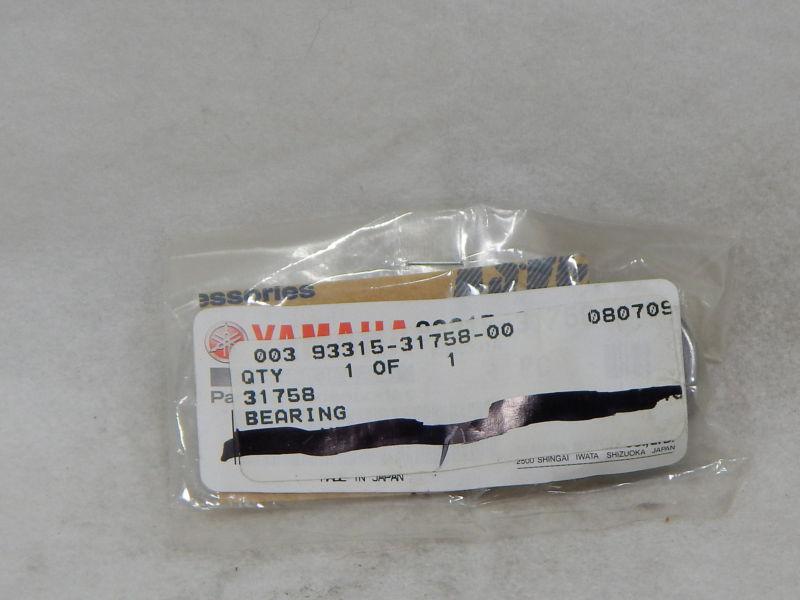 essories
YAMAHA
080709
003 93315-31758-00
QTY 1 OF 1
31758
BEARING
2500 SHINGAI IWATA SHIZUOKA JAPAN
MADE IN JAPAN